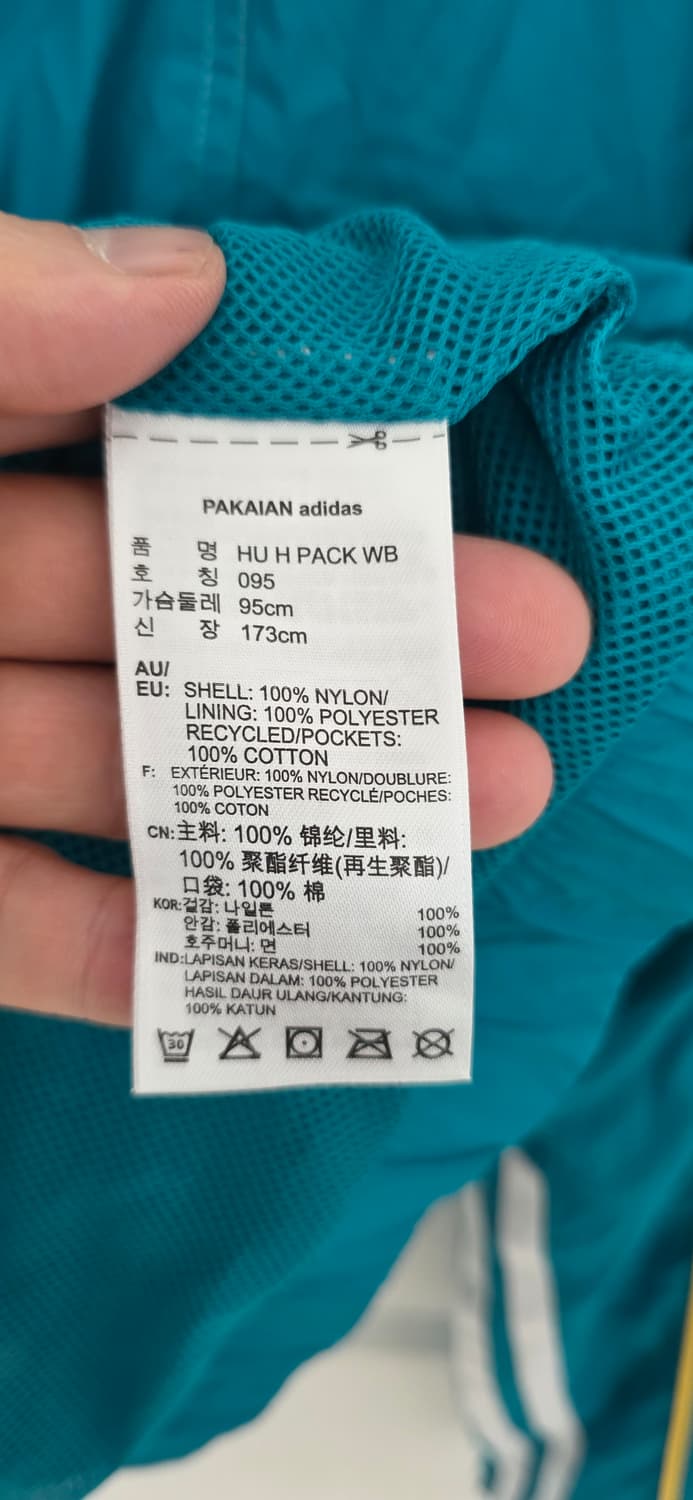 PAKAIAN adidas
품 명 HU H PACK WB
호 칭 095
가슴둘레 95cm
신 장 173cm
AU/
EU: SHELL: 100% NYLON/
LINING: 100% POLYESTER
RECYCLED/POCKETS:
100% COTTON
F: EXTÉRIEUR: 100% NYLON/DOUBLURE:
100% POLYESTER RECYCLÉ/POCHES:
100% COTON
CN:主料: 100% 锦纶/里料:
100% 聚酯纤维(再生聚酯)/
口袋: 100% 棉
KOR:겉감: 나일론 100%
안감: 폴리에스터 100%
호주머니: 면 100%
IND:LAPISAN KERAS/SHELL: 100% NYLON/
LAPISAN DALAM: 100% POLYESTER
HASIL DAUR ULANG/KANTUNG:
100% KATUN
30